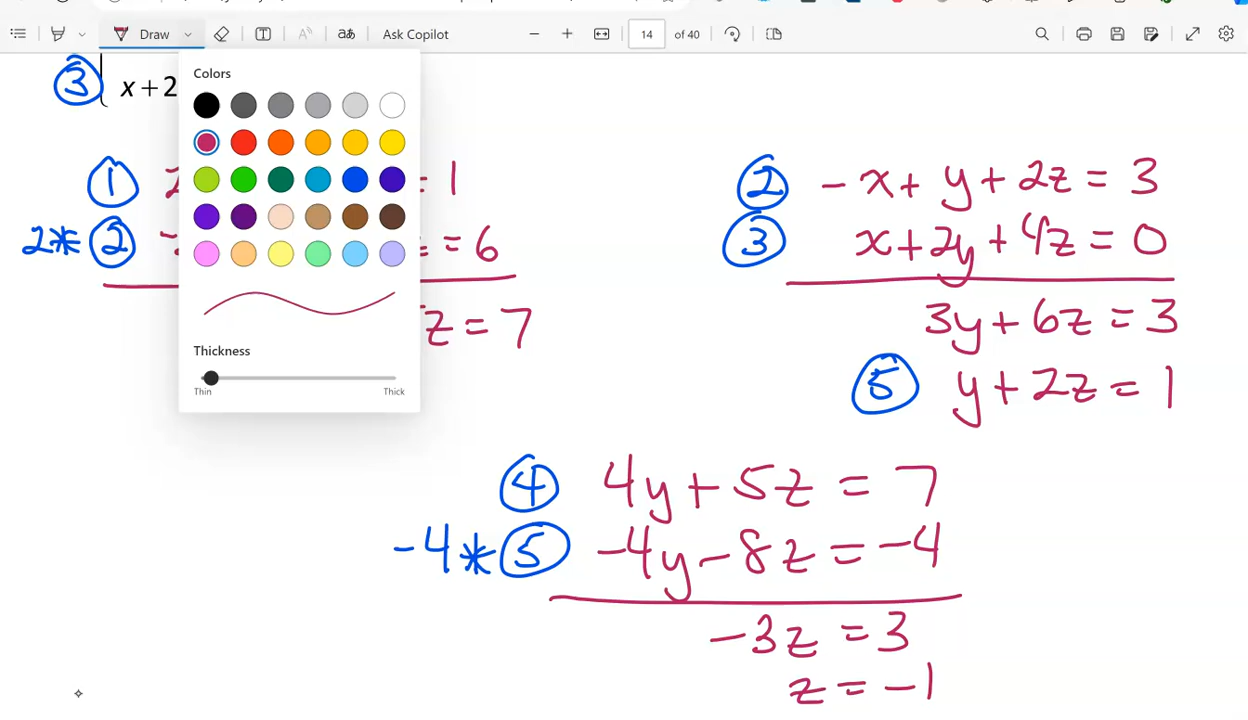 Draw Ask Copilot 14 of 40
③ x+2
Colors
Thickness
Thin Thick
① 2 = 1
2* ② - z = 6
z = 7
② -x + y + 2z = 3
③ x + 2y + 4z = 0
3y + 6z = 3
⑤ y + 2z = 1
④ 4y + 5z = 7
-4* ⑤ -4y - 8z = -4
-3z = 3
z = -1